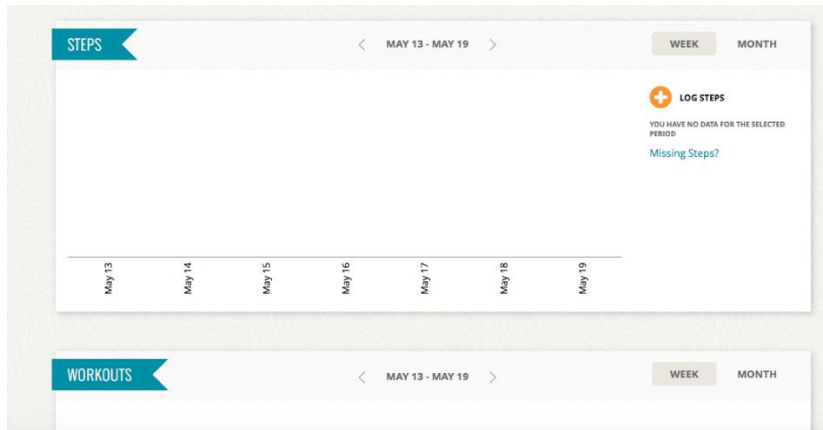 STEPS
MAY 13 - MAY 19
WEEK
MONTH
LOG STEPS
YOU HAVE NO DATA FOR THE SELECTED
PERIOD
Missing Steps?
May 13
May 14
May 15
May 16
May 17
May 18
May 19
WORKOUTS
MAY 13 - MAY 19
WEEK
MONTH